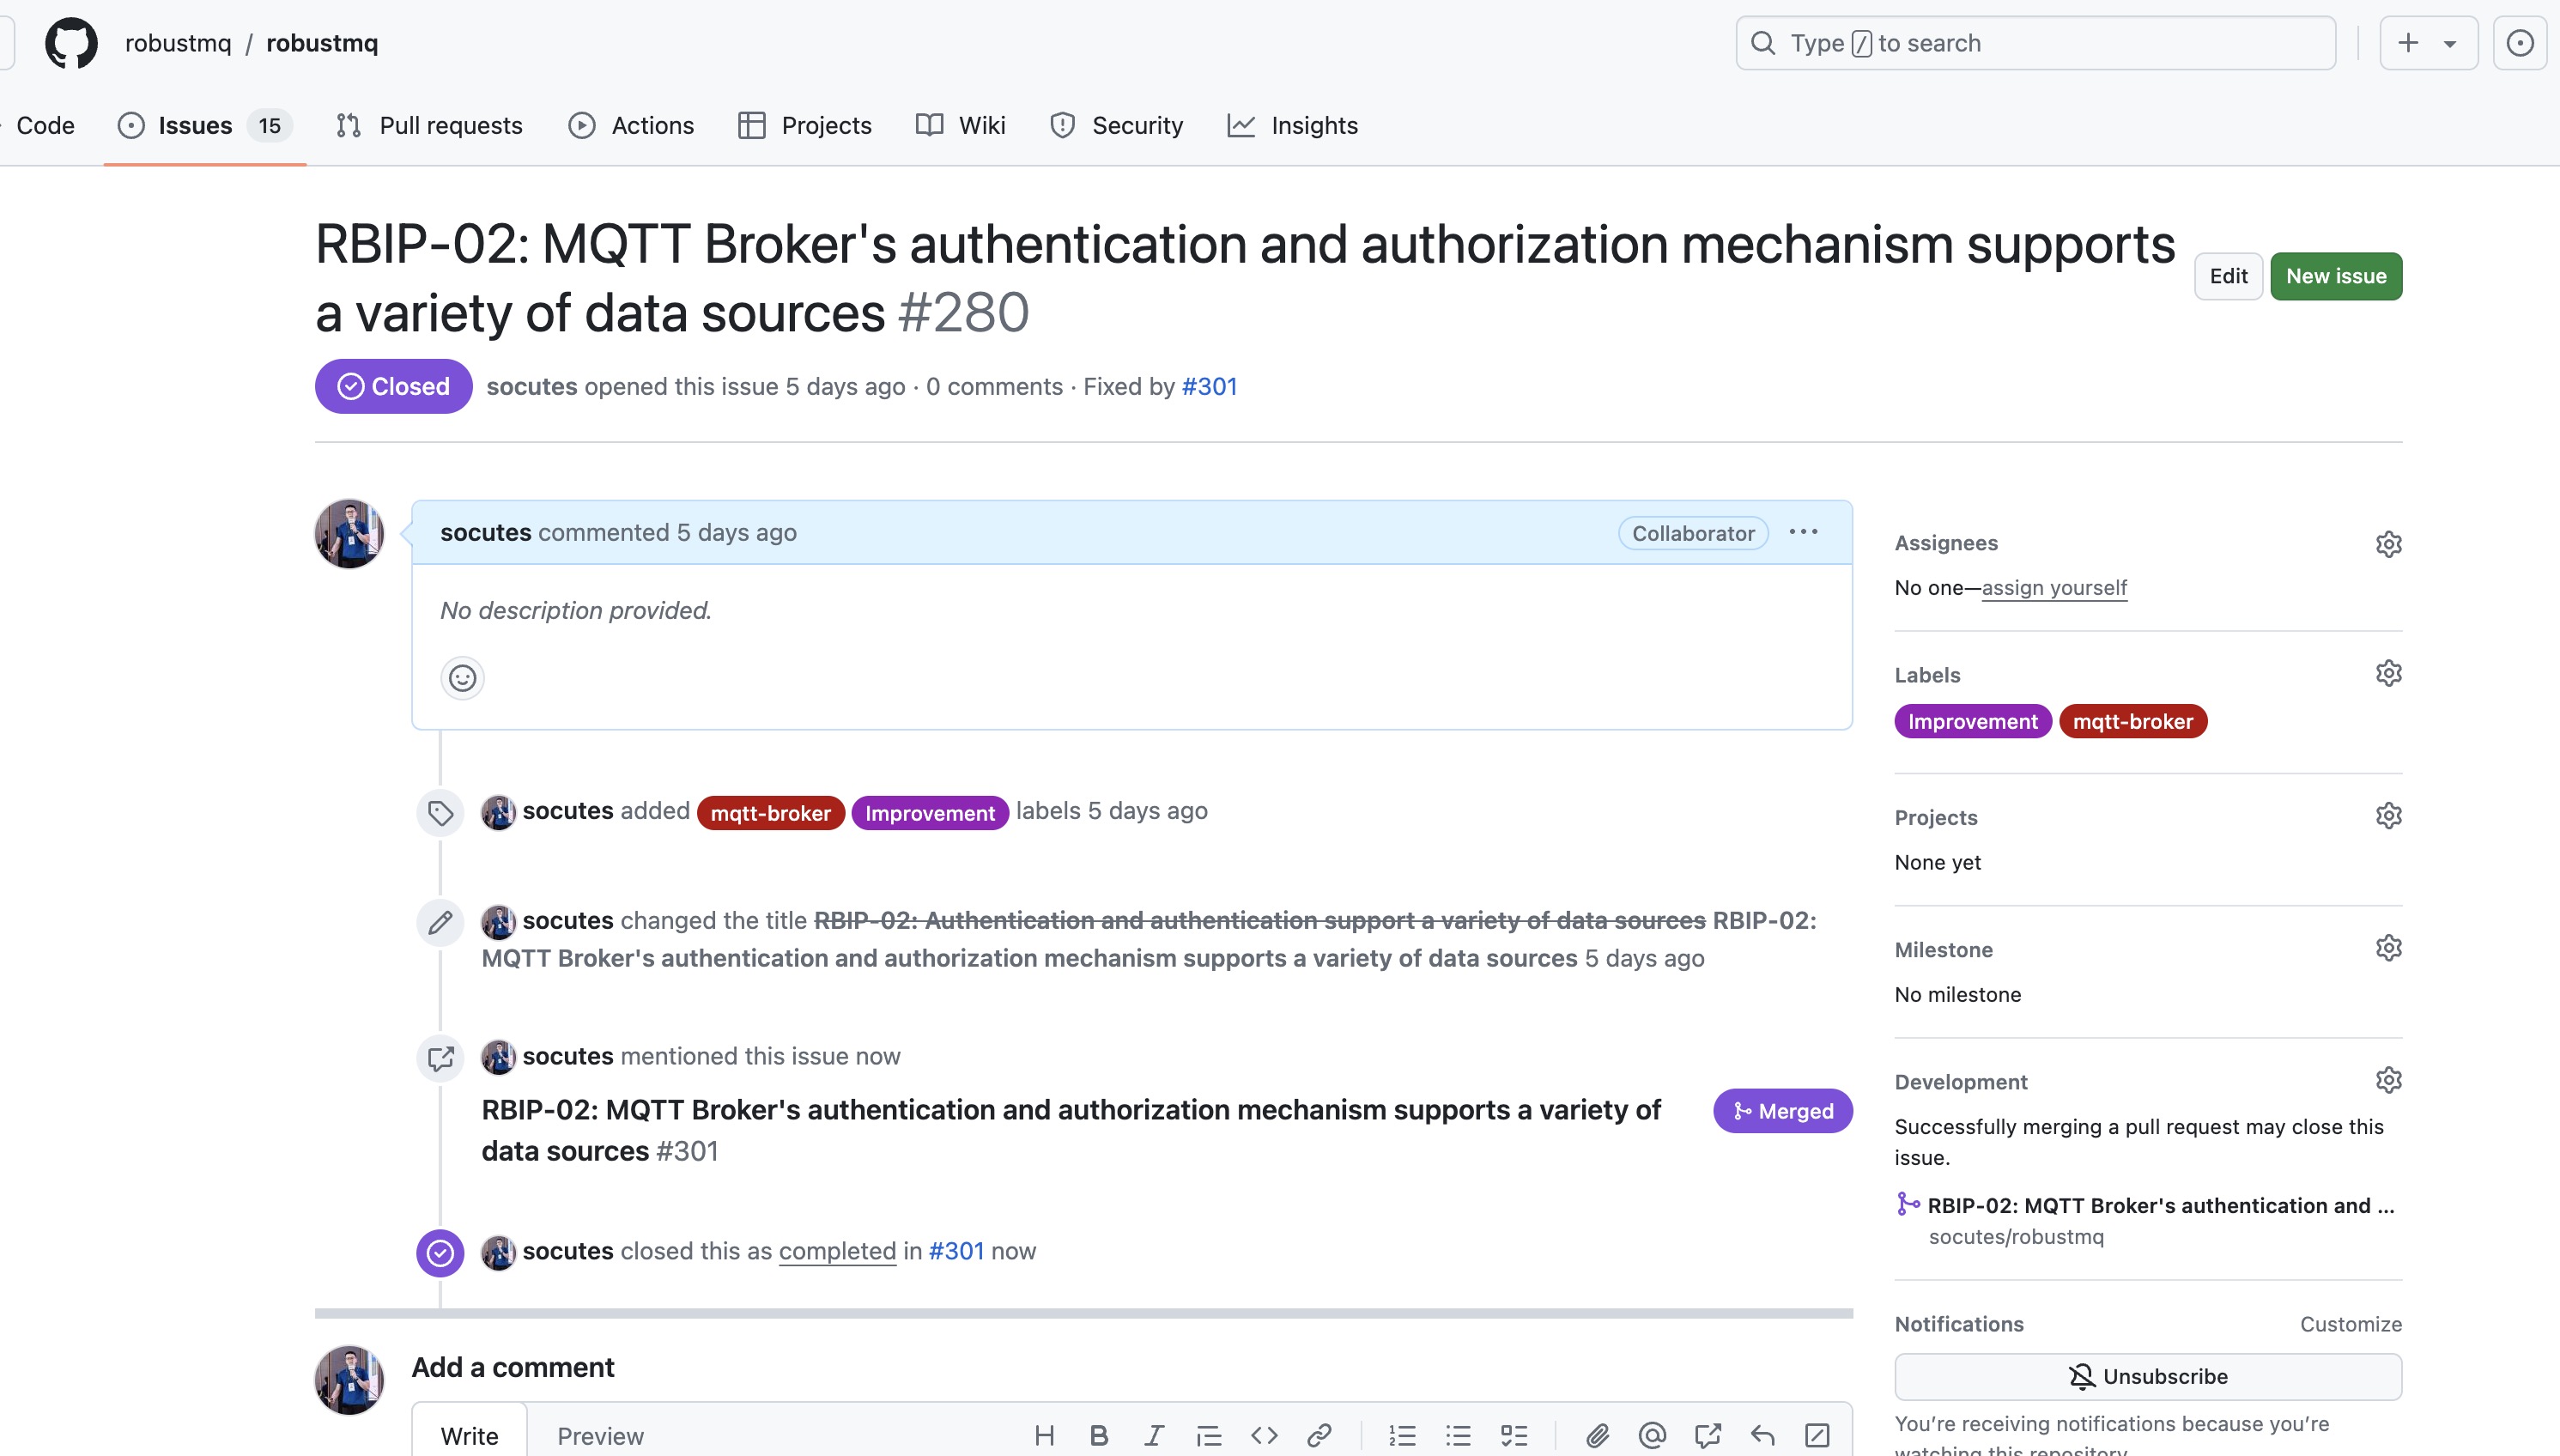 robustmq / robustmq
Type / to search
Code
Issues 15
Pull requests
Actions
Projects
Wiki
Security
Insights
RBIP-02: MQTT Broker's authentication and authorization mechanism supports
a variety of data sources #280
Edit
New issue
Closed
socutes opened this issue 5 days ago · 0 comments · Fixed by #301
socutes commented 5 days ago
Collaborator
No description provided.
socutes added mqtt-broker Improvement labels 5 days ago
socutes changed the title RBIP-02: Authentication and authentication support a variety of data sources RBIP-02:
MQTT Broker's authentication and authorization mechanism supports a variety of data sources 5 days ago
socutes mentioned this issue now
RBIP-02: MQTT Broker's authentication and authorization mechanism supports a variety of
data sources #301
Merged
socutes closed this as completed in #301 now
Add a comment
Write
Preview
Assignees
No one—assign yourself
Labels
Improvement mqtt-broker
Projects
None yet
Milestone
No milestone
Development
Successfully merging a pull request may close this
issue.
RBIP-02: MQTT Broker's authentication and ...
socutes/robustmq
Notifications
Customize
Unsubscribe
You're receiving notifications because you're
watching this repository.